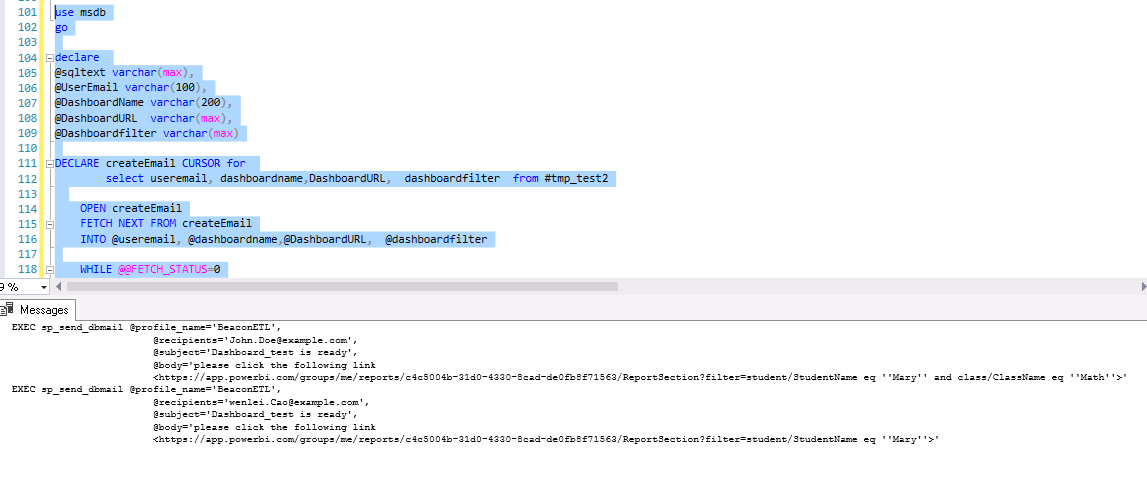 101 use msdb
102 go
103
104 declare
105 @sqltext varchar(max),
106 @UserEmail varchar(100),
107 @DashboardName varchar(200),
108 @DashboardURL  varchar(max),
109 @Dashboardfilter varchar(max)
110
111 DECLARE createEmail CURSOR for
112 select useremail, dashboardname,DashboardURL,  dashboardfilter  from #tmp_test2
113
114 OPEN createEmail
115 FETCH NEXT FROM createEmail
116 INTO @useremail, @dashboardname,@DashboardURL,  @dashboardfilter
117
118 WHILE @@FETCH_STATUS=0
9 %
Messages
EXEC sp_send_dbmail @profile_name='BeaconETL',
@recipients='John.Doe@example.com',
@subject='Dashboard_test is ready',
@body='please click the following link
<https://app.powerbi.com/groups/me/reports/c4c5004b-31d0-4330-8cad-de0fb8f71563/ReportSection?filter=student/StudentName eq ''Mary'' and class/ClassName eq ''Math''>'
EXEC sp_send_dbmail @profile_name='BeaconETL',
@recipients='wenlei.Cao@example.com',
@subject='Dashboard_test is ready',
@body='please click the following link
<https://app.powerbi.com/groups/me/reports/c4c5004b-31d0-4330-8cad-de0fb8f71563/ReportSection?filter=student/StudentName eq ''Mary''>'